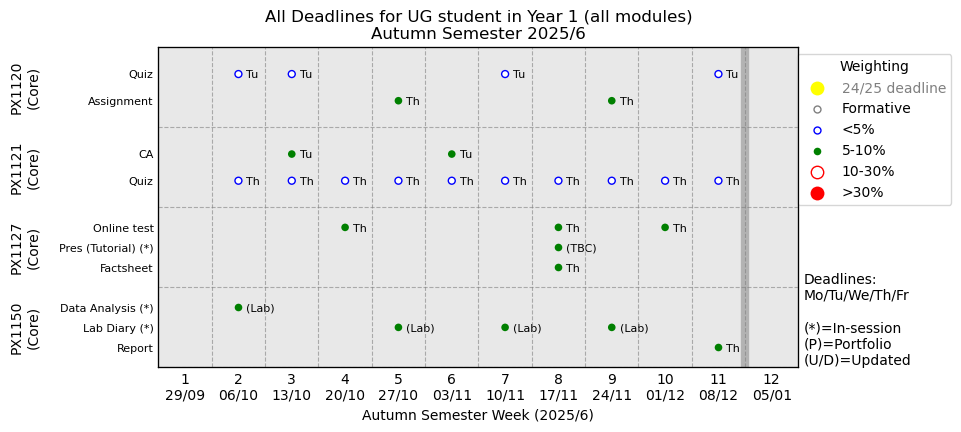 All Deadlines for UG student in Year 1 (all modules)
Autumn Semester 2025/6
PX1120
(Core)
Quiz Tu Tu Tu Tu
Assignment Th Th
PX1121
(Core)
CA Tu Tu
Quiz Th Th Th Th Th Th Th Th Th Th
PX1127
(Core)
Online test Th Th Th
Pres (Tutorial) (*) (TBC)
Factsheet Th
PX1150
(Core)
Data Analysis (*) (Lab)
Lab Diary (*) (Lab) (Lab) (Lab)
Report Th
1 2 3 4 5 6 7 8 9 10 11 12
29/09 06/10 13/10 20/10 27/10 03/11 10/11 17/11 24/11 01/12 08/12 05/01
Autumn Semester Week (2025/6)
Weighting
24/25 deadline
Formative
<5%
5-10%
10-30%
>30%
Deadlines:
Mo/Tu/We/Th/Fr
(*)=In-session
(P)=Portfolio
(U/D)=Updated